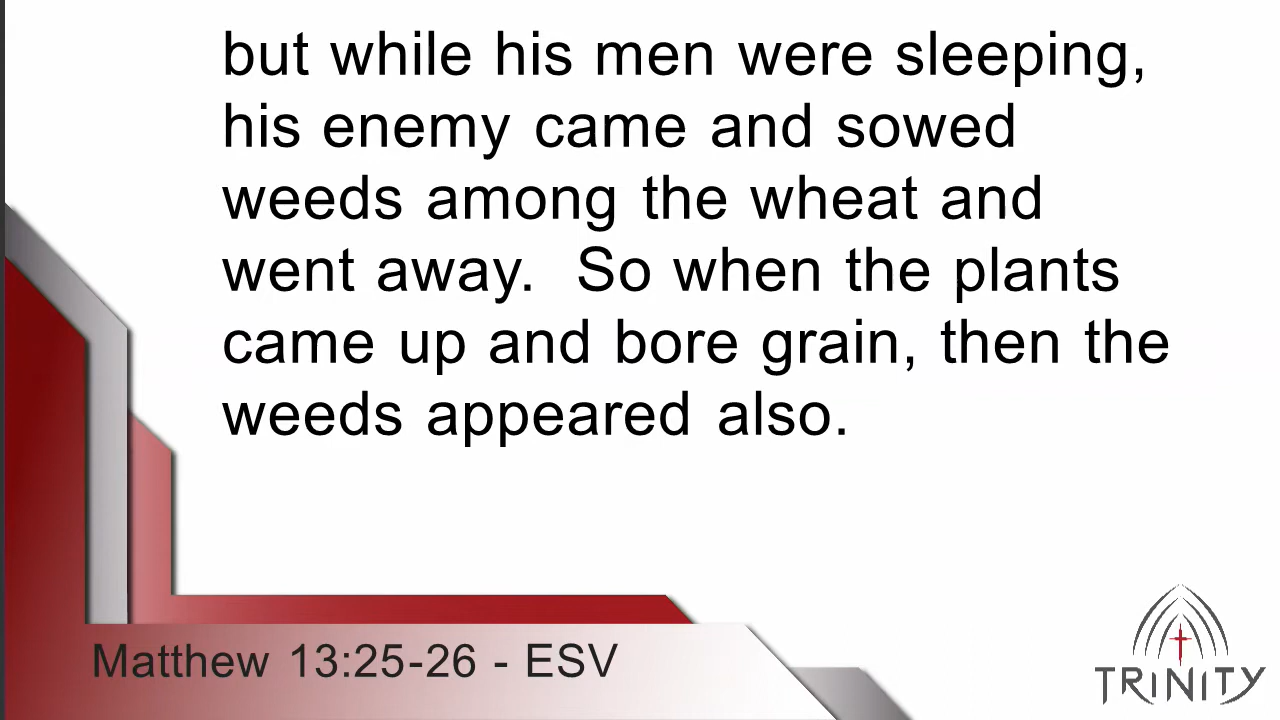 but while his men were sleeping,
his enemy came and sowed
weeds among the wheat and
went away.  So when the plants
came up and bore grain, then the
weeds appeared also.
Matthew 13:25-26 - ESV
TRINITY